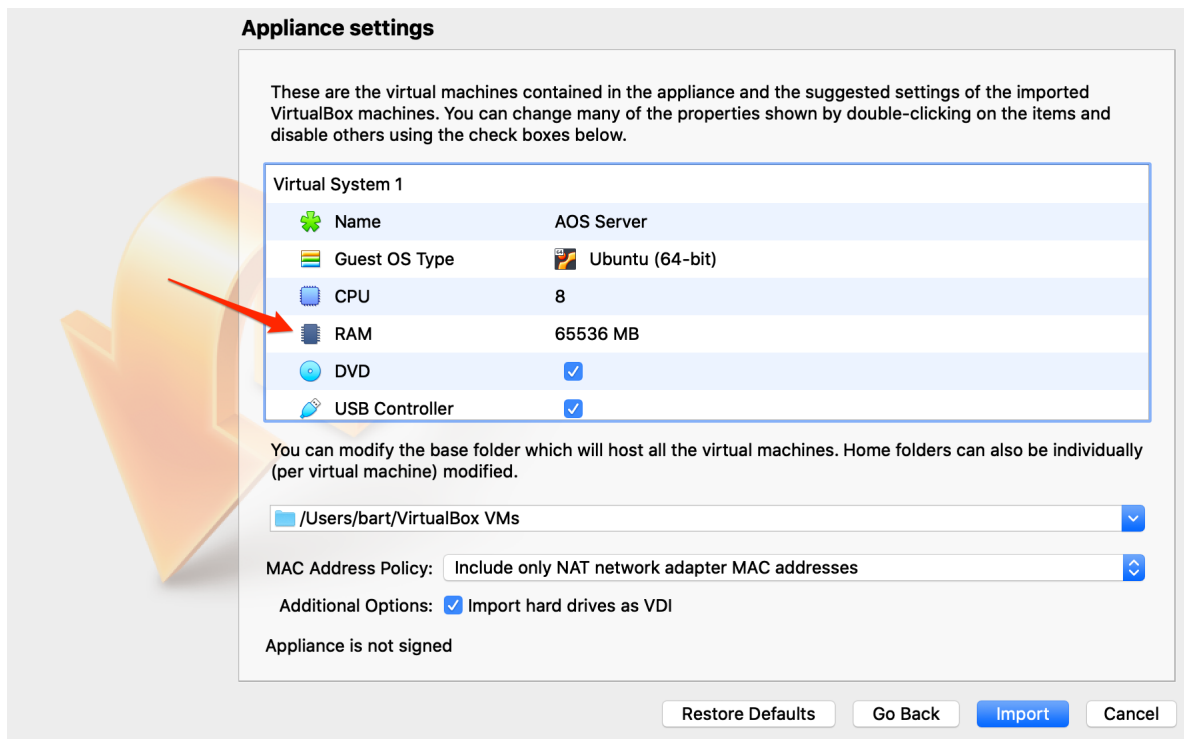 Appliance settings
These are the virtual machines contained in the appliance and the suggested settings of the imported
VirtualBox machines. You can change many of the properties shown by double-clicking on the items and
disable others using the check boxes below.
Virtual System 1
Name AOS Server
Guest OS Type Ubuntu (64-bit)
CPU 8
RAM 65536 MB
DVD
USB Controller
You can modify the base folder which will host all the virtual machines. Home folders can also be individually
(per virtual machine) modified.
/Users/bart/VirtualBox VMs
MAC Address Policy: Include only NAT network adapter MAC addresses
Additional Options: Import hard drives as VDI
Appliance is not signed
Restore Defaults Go Back Import Cancel